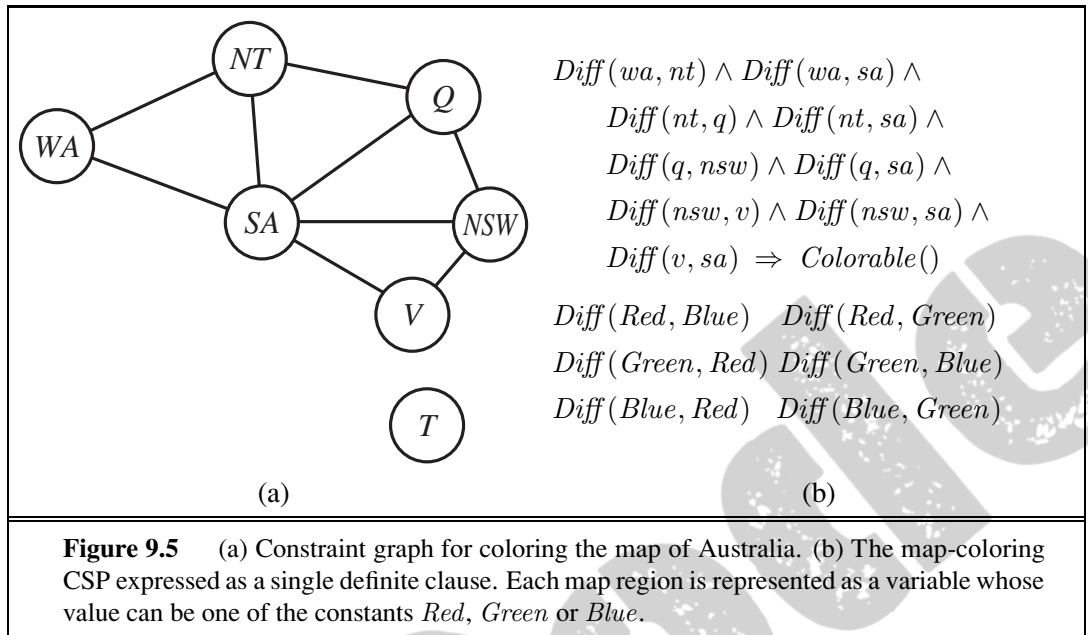 NT
Q
WA
SA
NSW
V
T
(a)
Diff(wa, nt) ∧ Diff(wa, sa) ∧
Diff(nt, q) ∧ Diff(nt, sa) ∧
Diff(q, nsw) ∧ Diff(q, sa) ∧
Diff(nsw, v) ∧ Diff(nsw, sa) ∧
Diff(v, sa) ⇒ Colorable()
Diff(Red, Blue) Diff(Red, Green)
Diff(Green, Red) Diff(Green, Blue)
Diff(Blue, Red) Diff(Blue, Green)
(b)
Figure 9.5 (a) Constraint graph for coloring the map of Australia. (b) The map-coloring
CSP expressed as a single definite clause. Each map region is represented as a variable whose
value can be one of the constants Red, Green or Blue.